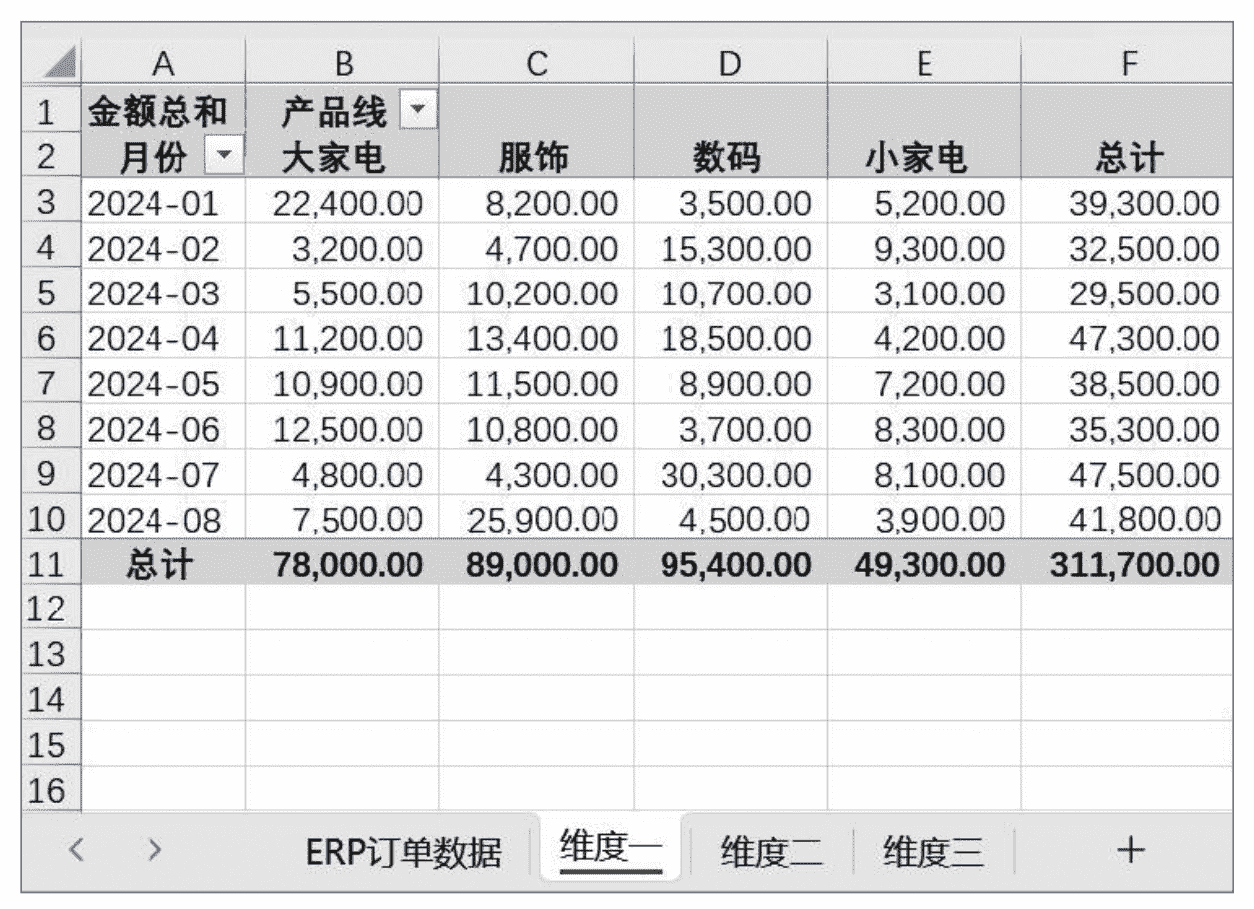 A B C D E F
1 金额总和 产品线
2 月份 大家电 服饰 数码 小家电 总计
3 2024-01 22,400.00 8,200.00 3,500.00 5,200.00 39,300.00
4 2024-02 3,200.00 4,700.00 15,300.00 9,300.00 32,500.00
5 2024-03 5,500.00 10,200.00 10,700.00 3,100.00 29,500.00
6 2024-04 11,200.00 13,400.00 18,500.00 4,200.00 47,300.00
7 2024-05 10,900.00 11,500.00 8,900.00 7,200.00 38,500.00
8 2024-06 12,500.00 10,800.00 3,700.00 8,300.00 35,300.00
9 2024-07 4,800.00 4,300.00 30,300.00 8,100.00 47,500.00
10 2024-08 7,500.00 25,900.00 4,500.00 3,900.00 41,800.00
11 总计 78,000.00 89,000.00 95,400.00 49,300.00 311,700.00
12
13
14
15
16
ERP订单数据 维度一 维度二 维度三 +